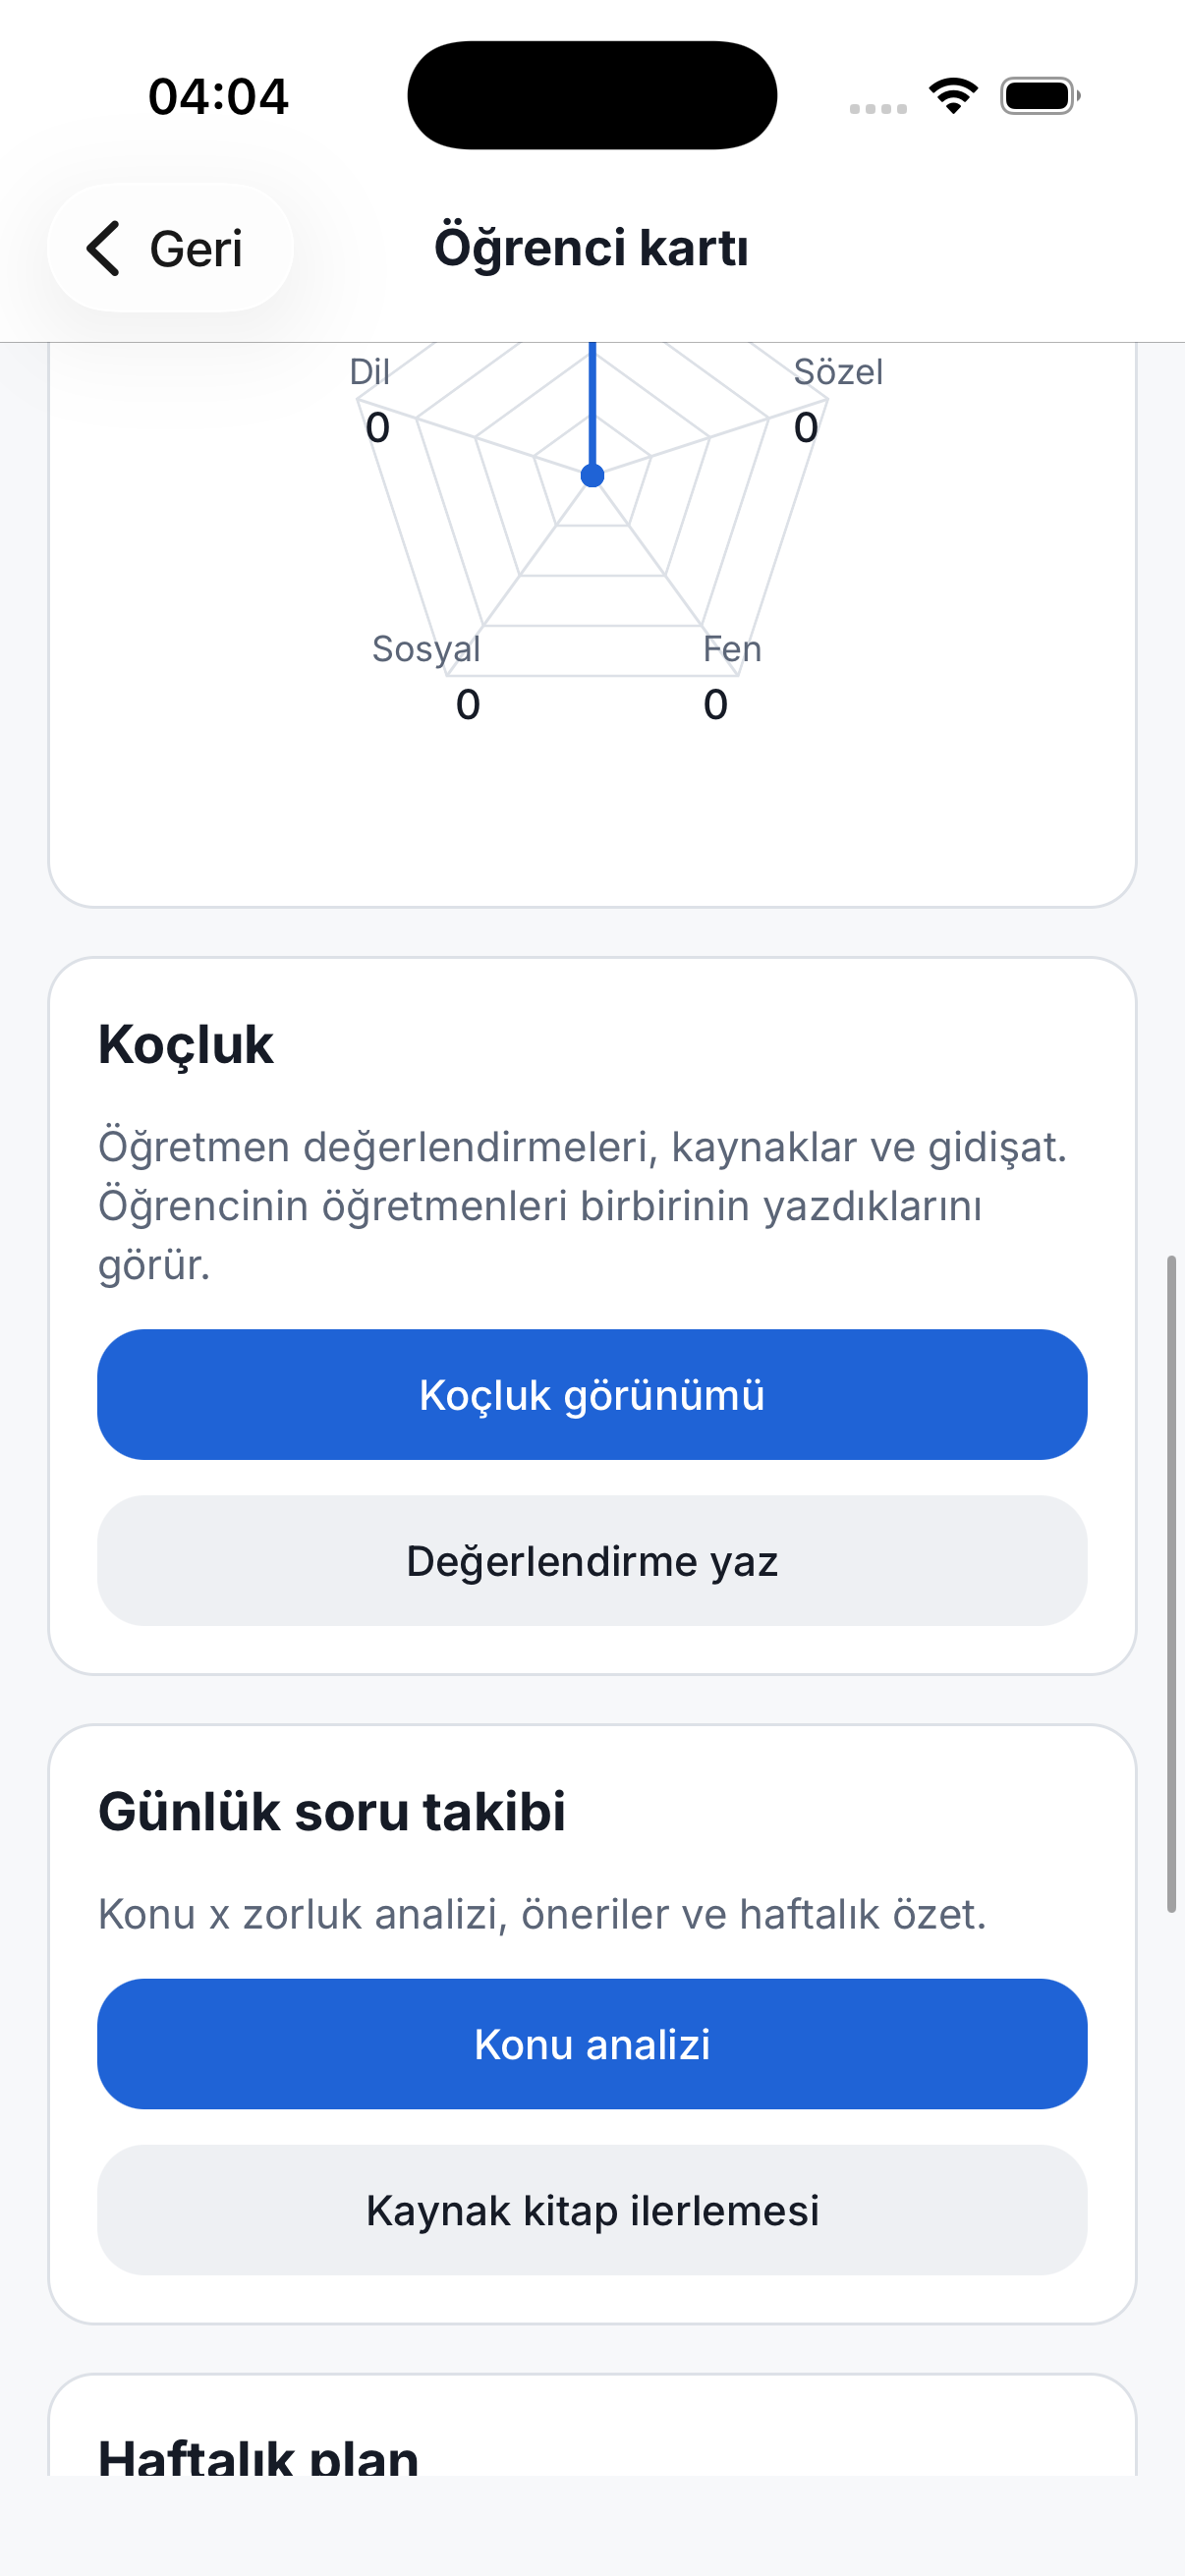 04:04
Geri
Öğrenci kartı
Dil
Sözel
0
0
Sosyal
Fen
0
0
Koçluk
Öğretmen değerlendirmeleri, kaynaklar ve gidişat.
Öğrencinin öğretmenleri birbirinin yazdıklarını
görür.
Koçluk görünümü
Değerlendirme yaz
Günlük soru takibi
Konu x zorluk analizi, öneriler ve haftalık özet.
Konu analizi
Kaynak kitap ilerlemesi
Haftalık plan